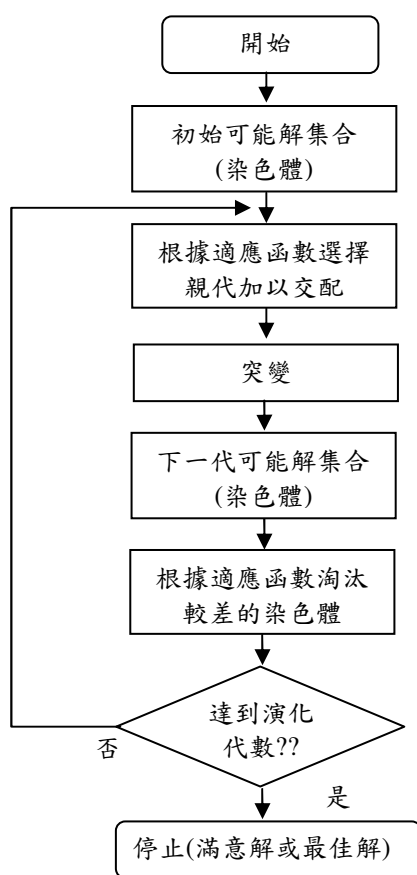 開始
初始可能解集合
(染色體)
根據適應函數選擇
親代加以交配
突變
下一代可能解集合
(染色體)
根據適應函數淘汰
較差的染色體
達到演化
代數??
否
是
停止(滿意解或最佳解)